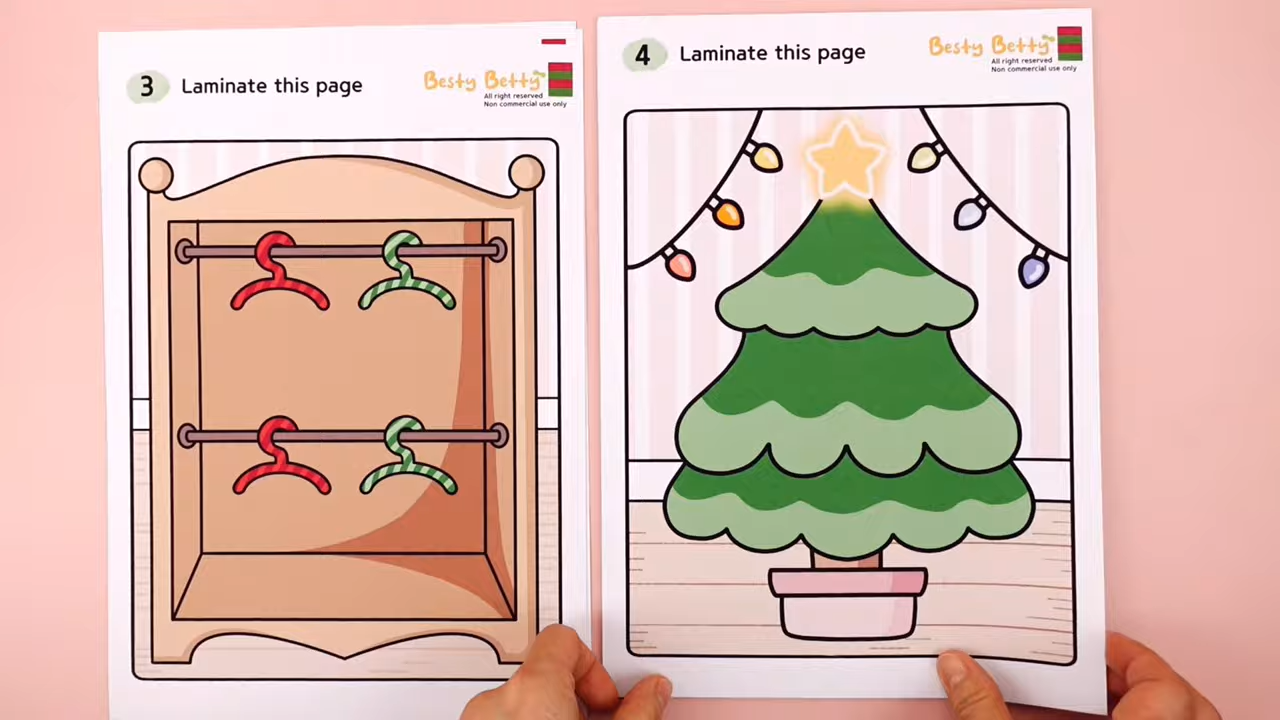 3 Laminate this page
Besty Betty
All right reserved
Non commercial use only
4 Laminate this page
Besty Betty
All right reserved
Non commercial use only